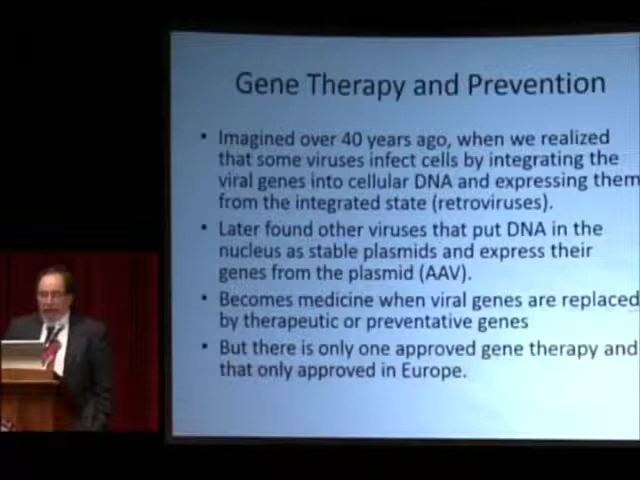 Gene Therapy and Prevention
• Imagined over 40 years ago, when we realized
that some viruses infect cells by integrating the
viral genes into cellular DNA and expressing them
from the integrated state (retroviruses).
• Later found other viruses that put DNA in the
nucleus as stable plasmids and express their
genes from the plasmid (AAV).
• Becomes medicine when viral genes are replaced
by therapeutic or preventative genes
• But there is only one approved gene therapy and
that only approved in Europe.